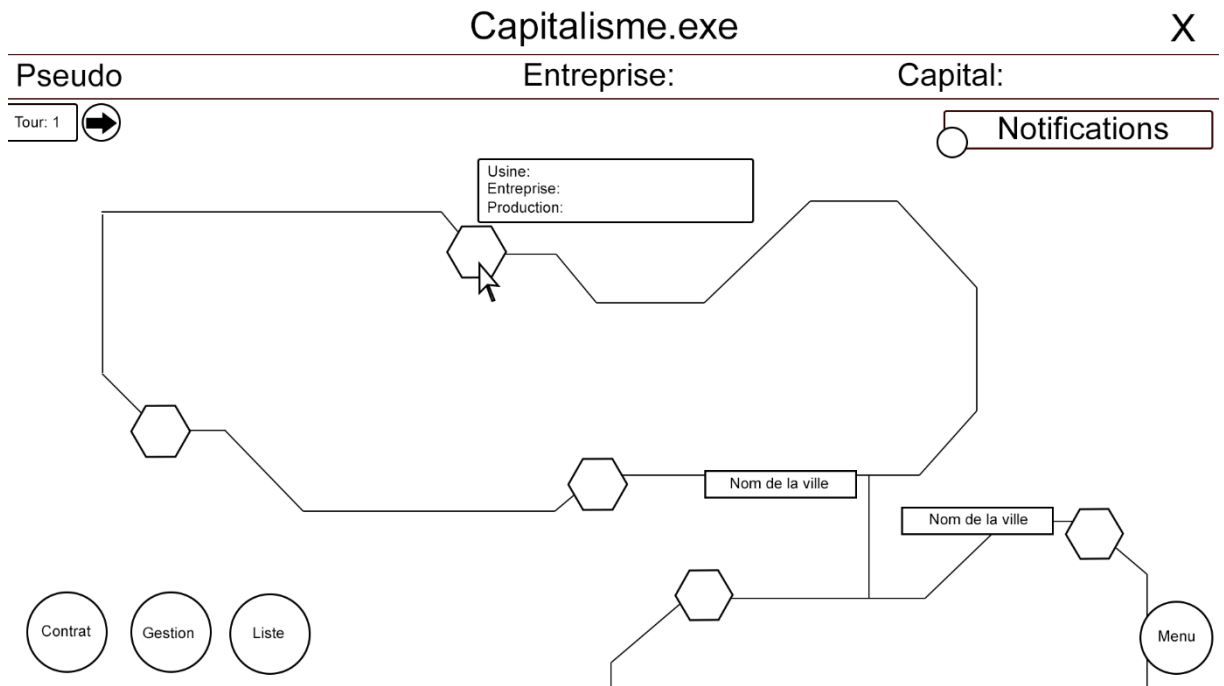 Capitalisme.exe
X
Pseudo
Entreprise:
Capital:
Tour: 1
Notifications
Usine:
Entreprise:
Production:
Nom de la ville
Nom de la ville
Contrat
Gestion
Liste
Menu